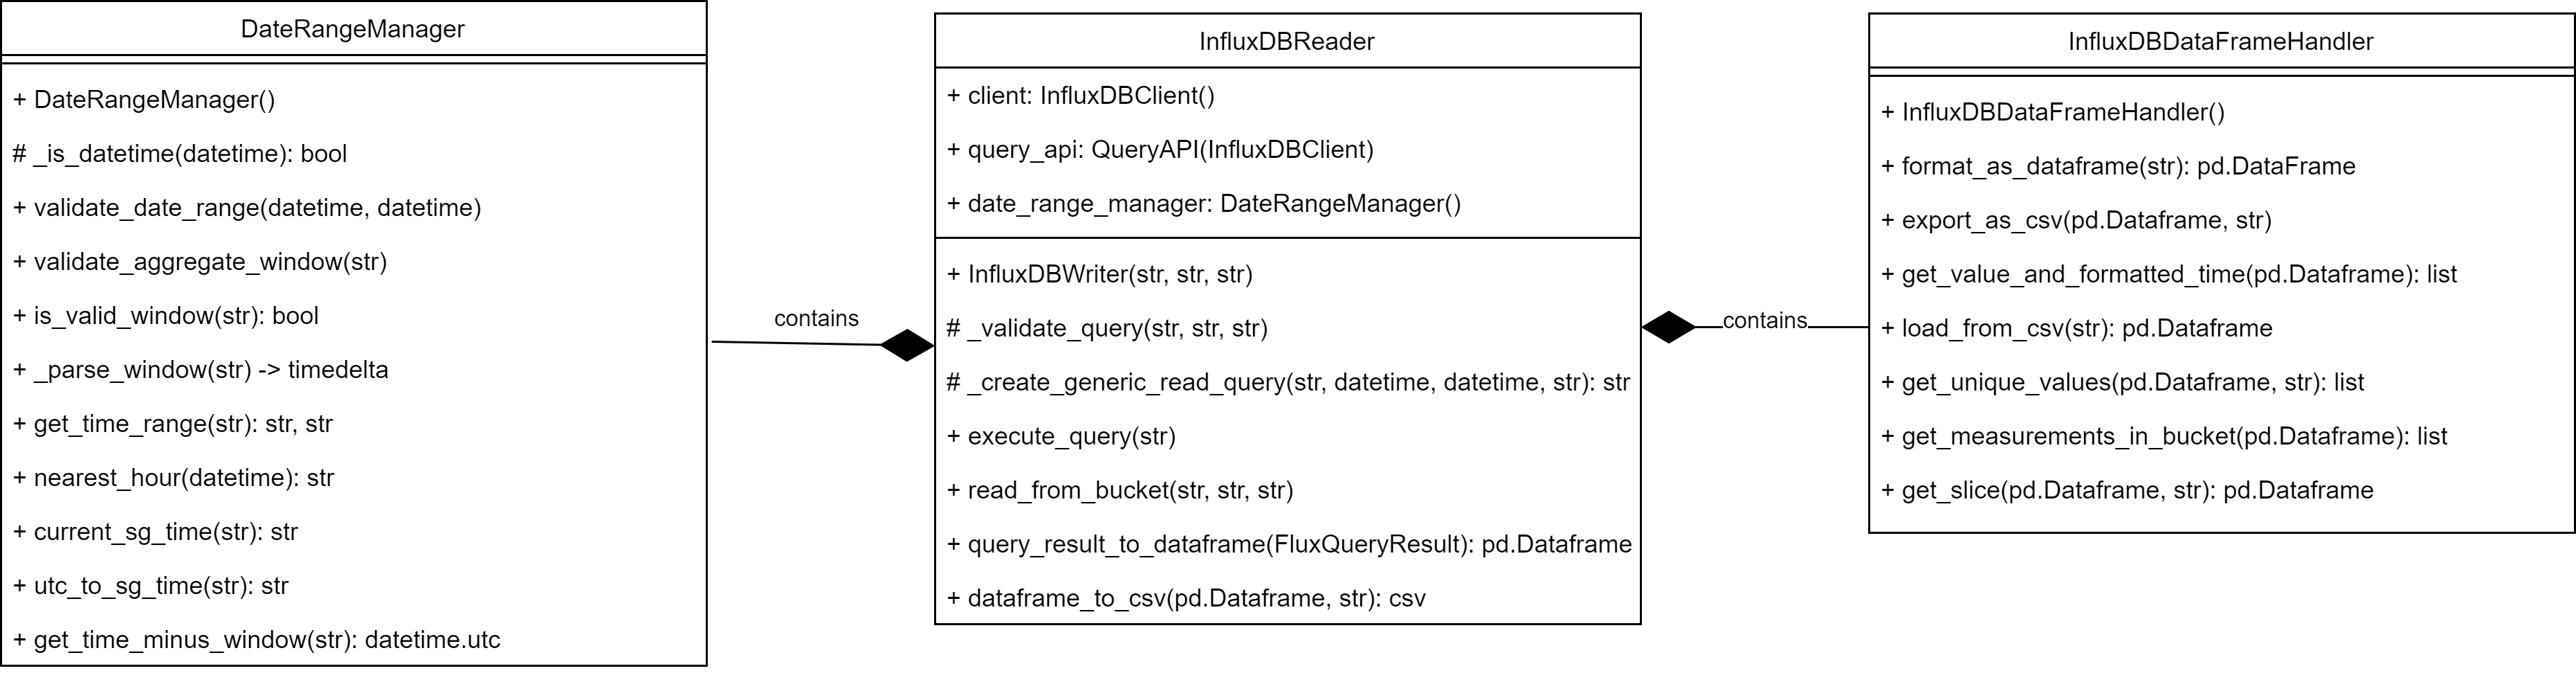 DateRangeManager
+ DateRangeManager()
# _is_datetime(datetime): bool
+ validate_date_range(datetime, datetime)
+ validate_aggregate_window(str)
+ is_valid_window(str): bool
+ _parse_window(str) -> timedelta
+ get_time_range(str): str, str
+ nearest_hour(datetime): str
+ current_sg_time(str): str
+ utc_to_sg_time(str): str
+ get_time_minus_window(str): datetime.utc
contains
InfluxDBReader
+ client: InfluxDBClient()
+ query_api: QueryAPI(InfluxDBClient)
+ date_range_manager: DateRangeManager()
+ InfluxDBWriter(str, str, str)
# _validate_query(str, str, str)
# _create_generic_read_query(str, datetime, datetime, str): str
+ execute_query(str)
+ read_from_bucket(str, str, str)
+ query_result_to_dataframe(FluxQueryResult): pd.Dataframe
+ dataframe_to_csv(pd.Dataframe, str): csv
contains
InfluxDBDataFrameHandler
+ InfluxDBDataFrameHandler()
+ format_as_dataframe(str): pd.DataFrame
+ export_as_csv(pd.Dataframe, str)
+ get_value_and_formatted_time(pd.Dataframe): list
+ load_from_csv(str): pd.Dataframe
+ get_unique_values(pd.Dataframe, str): list
+ get_measurements_in_bucket(pd.Dataframe): list
+ get_slice(pd.Dataframe, str): pd.Dataframe